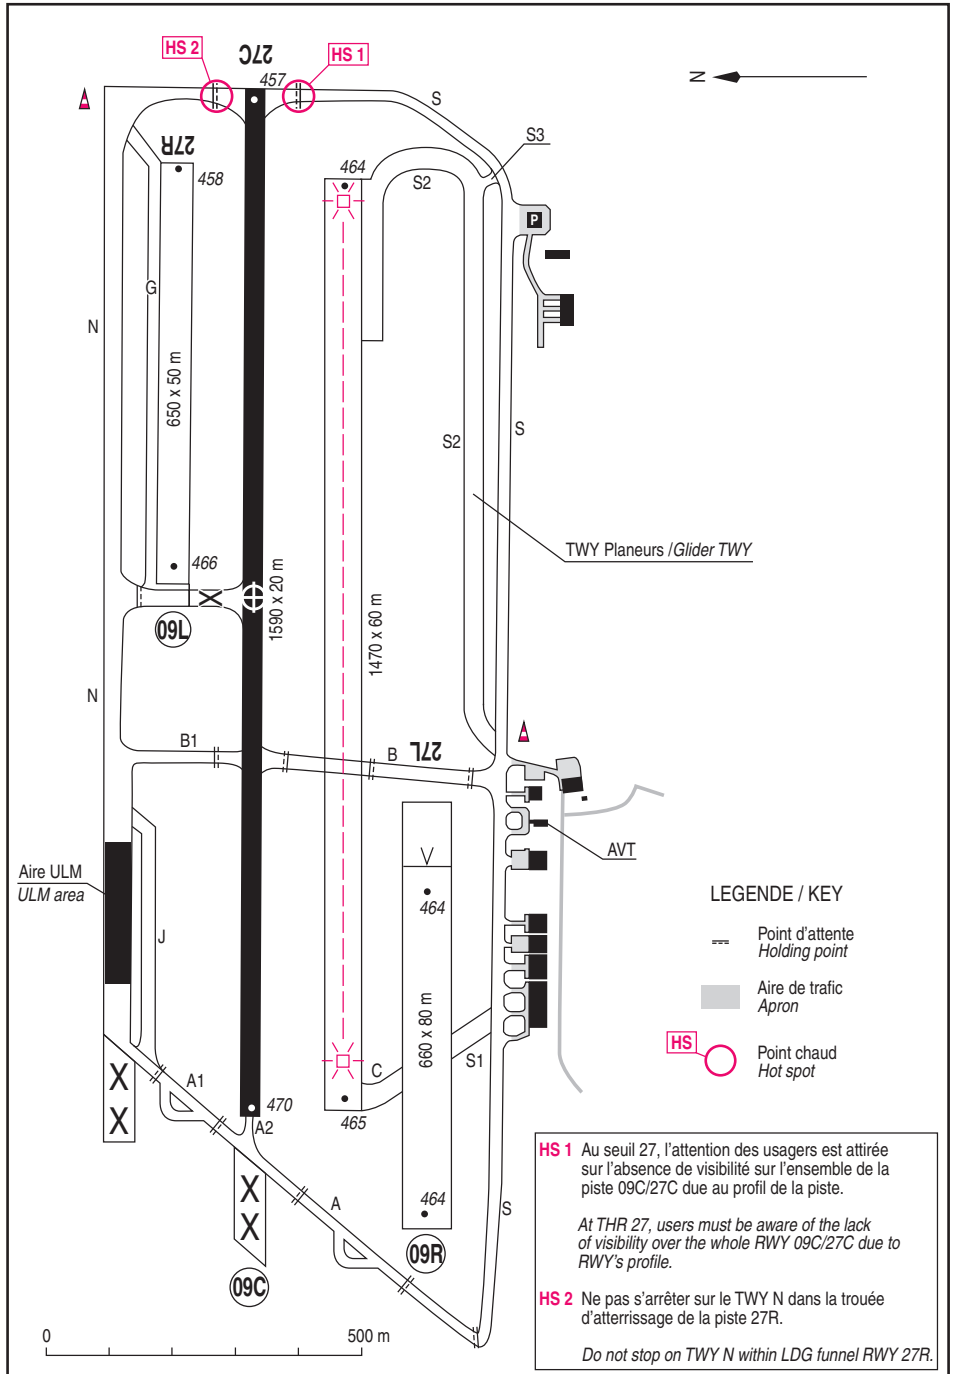 HS 2
27C
HS 1
457
N
S
S3
27R
458
464
S2
P
G
N
650 x 50 m
S2
S
466
1590 x 20 m
TWY Planeurs /Glider TWY
09L
1470 x 60 m
N
B1
B
27L
AVT
Aire ULM
ULM area
V
464
LEGENDE / KEY
Point d'attente
Holding point
J
Aire de trafic
Apron
660 x 80 m
HS
Point chaud
Hot spot
S1
C
X
X
A1
470
465
A2
HS 1 Au seuil 27, l'attention des usagers est attirée
sur l'absence de visibilité sur l'ensemble de la
piste 09C/27C due au profil de la piste.
At THR 27, users must be aware of the lack
of visibility over the whole RWY 09C/27C due to
RWY's profile.
X
X
A
464
S
09R
09C
HS 2 Ne pas s'arrêter sur le TWY N dans la trouée
d'atterrissage de la piste 27R.
Do not stop on TWY N within LDG funnel RWY 27R.
0
500 m